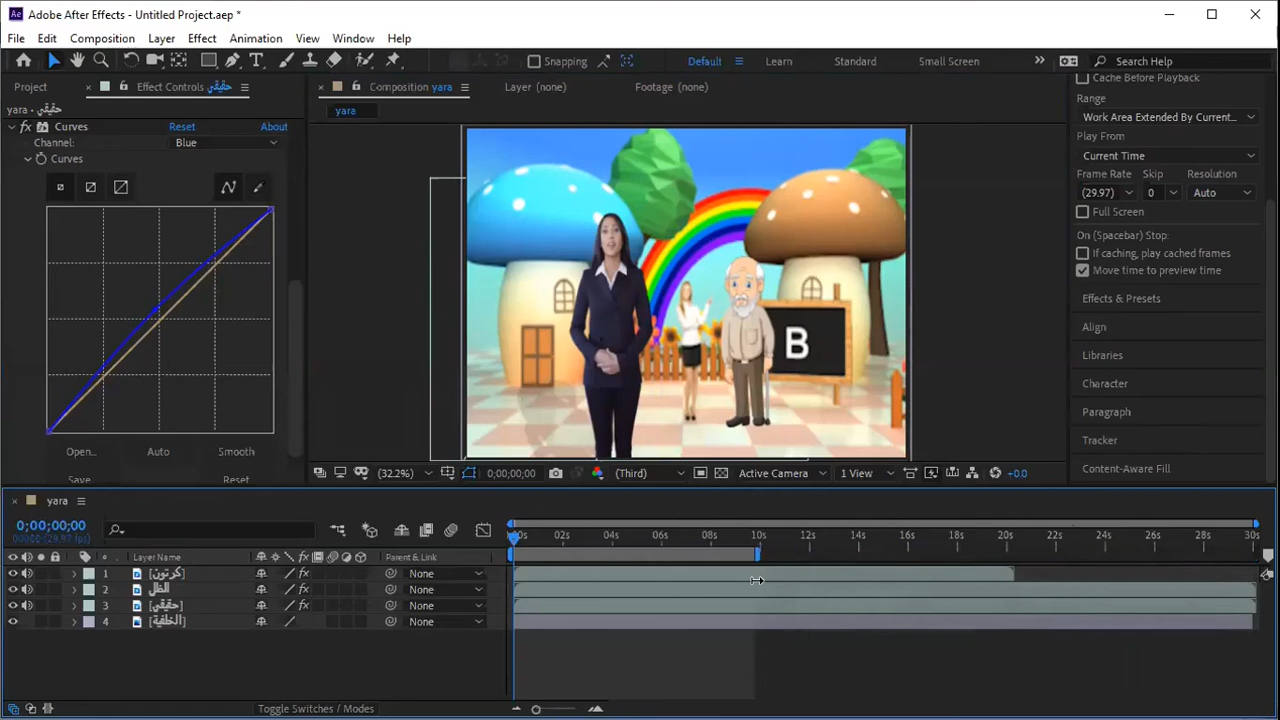 Adobe After Effects - Untitled Project.aep *
File Edit Composition Layer Effect Animation View Window Help
Snapping Default Learn Standard Small Screen Search Help
Project Effect Controls حقيقي Composition yara Layer (none) Footage (none)
yara • حقيقي
yara
fx Curves Reset About
Channel: Blue
Curves
Open... Auto Smooth
Save Reset
B
Cache Before Playback
Range
Work Area Extended By Current...
Play From
Current Time
Frame Rate Skip Resolution
(29.97) 0 Auto
Full Screen
On (Spacebar) Stop:
If caching, play cached frames
Move time to preview time
Effects & Presets
Align
Libraries
Character
Paragraph
Tracker
Content-Aware Fill
(32.2%) 0;00;00;00 (Third) Active Camera 1 View +0.0
yara
0;00;00;00
00000 (29.97 fps)
02s 04s 06s 08s 10s 12s 14s 16s 18s 20s 22s 24s 26s 28s 30s
# Layer Name Parent & Link
1 [كرتون] None
2 الظل None
3 [حقيقي] None
4 [الخلفية] None
Toggle Switches / Modes